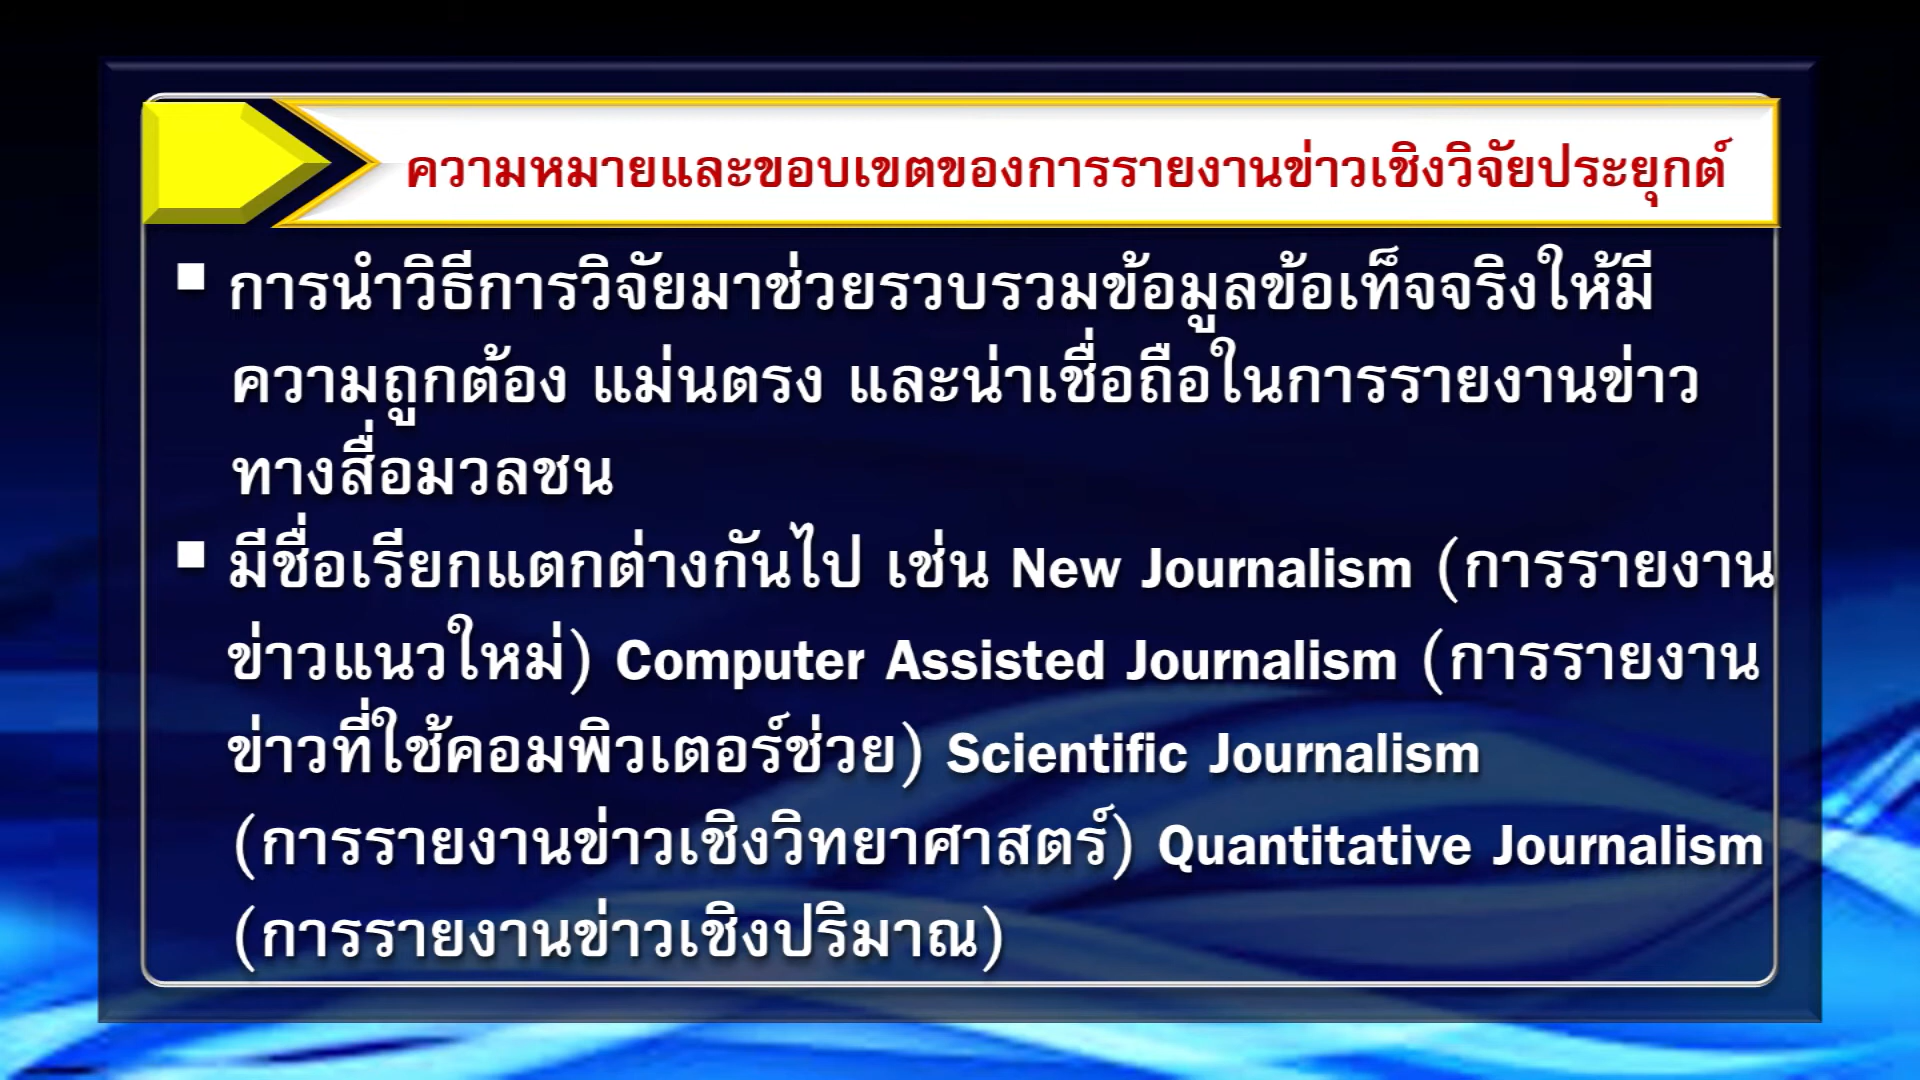 ความหมายและขอบเขตของการรายงานข่าวเชิงวิจัยประยุกต์
▪ การนำวิธีการวิจัยมาช่วยรวบรวมข้อมูลข้อเท็จจริงให้มี
ความถูกต้อง แม่นตรง และน่าเชื่อถือในการรายงานข่าว
ทางสื่อมวลชน
▪ มีชื่อเรียกแตกต่างกันไป เช่น New Journalism (การรายงาน
ข่าวแนวใหม่) Computer Assisted Journalism (การรายงาน
ข่าวที่ใช้คอมพิวเตอร์ช่วย) Scientific Journalism
(การรายงานข่าวเชิงวิทยาศาสตร์) Quantitative Journalism
(การรายงานข่าวเชิงปริมาณ)